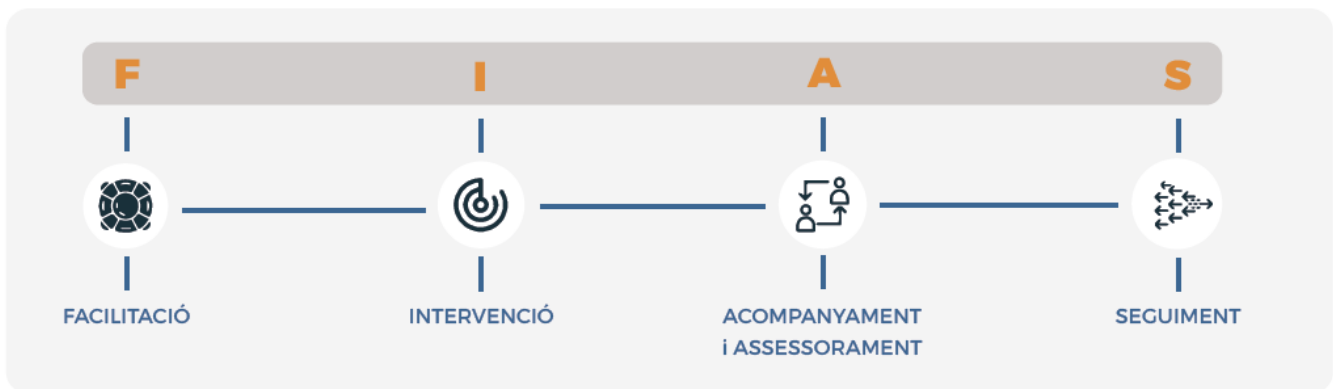 F I A S
FACILITACIÓ INTERVENCIÓ ACOMPANYAMENT SEGUIMENT
i ASSESSORAMENT